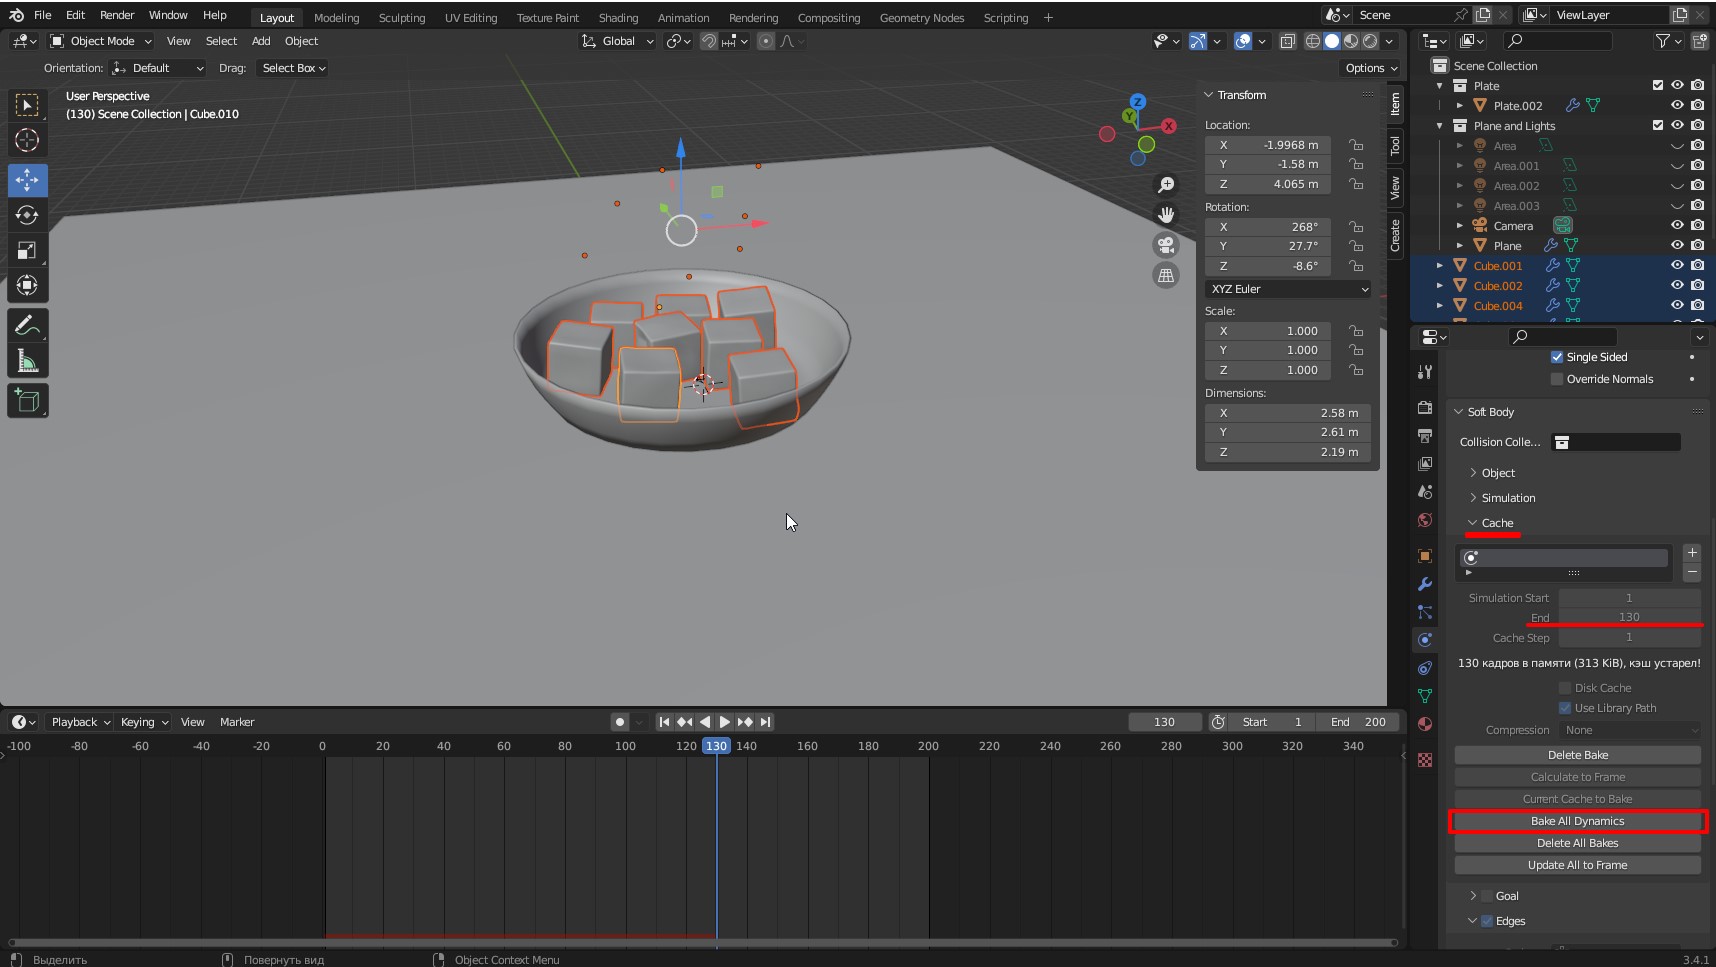 File Edit Render Window Help Layout Modeling Sculpting UV Editing Texture Paint Shading Animation Rendering Compositing Geometry Nodes Scripting + Scene ViewLayer
Object Mode View Select Add Object Global
Orientation: Default Drag: Select Box Options
User Perspective
(130) Scene Collection | Cube.010
Z
Y
X
Transform
Location:
X -1.9968 m
Y -1.58 m
Z 4.065 m
Rotation:
X 268°
Y 27.7°
Z -8.6°
XYZ Euler
Scale:
X 1.000
Y 1.000
Z 1.000
Dimensions:
X 2.58 m
Y 2.61 m
Z 2.19 m
Item
Tool
View
Create
Scene Collection
Plate
Plate.002
Plane and Lights
Area
Area.001
Area.002
Area.003
Camera
Plane
Cube.001
Cube.002
Cube.004
Single Sided
Override Normals
Soft Body
Collision Colle...
Object
Simulation
Cache
Simulation Start 1
End 130
Cache Step 1
130 кадров в памяти (313 KiB), кэш устарел!
Disk Cache
Use Library Path
Compression None
Delete Bake
Calculate to Frame
Current Cache to Bake
Bake All Dynamics
Delete All Bakes
Update All to Frame
Goal
Edges
Playback Keying View Marker 130 Start 1 End 200
-100 -80 -60 -40 -20 0 20 40 60 80 100 120 130 140 160 180 200 220 240 260 280 300 320 340
Выделить Повернуть вид Object Context Menu 3.4.1